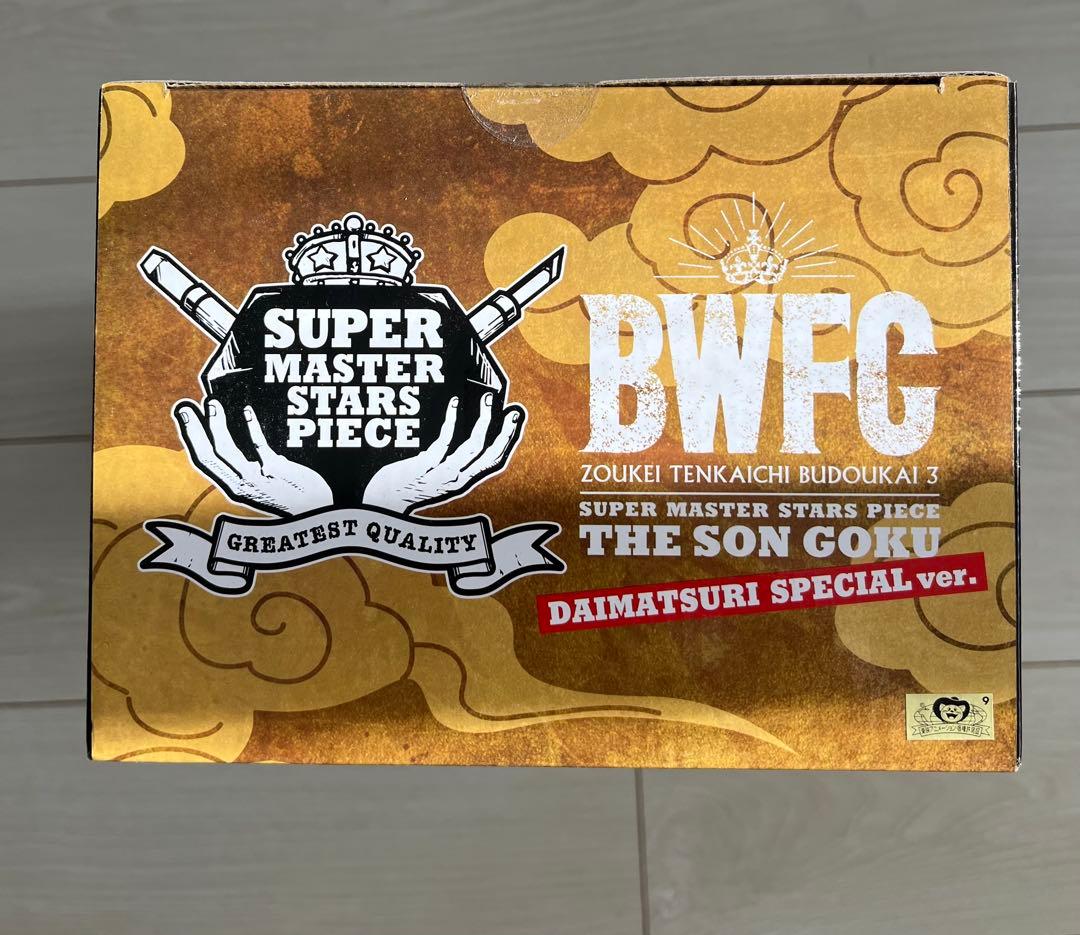 SUPER
MASTER
STARS
PIECE
GREATEST QUALITY
BWFC
ZOUKEI TENKAICHI BUDOUKAI 3
SUPER MASTER STARS PIECE
THE SON GOKU
DAIMATSURI SPECIAL ver.
9